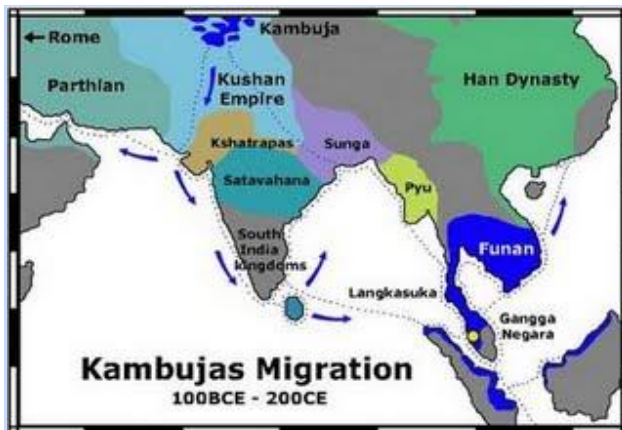 ← Rome
Kambuja
Parthian
Kushan
Empire
Han Dynasty
Kshatrapas
Sunga
Satavahana
Pyu
South
India
kingdoms
Funan
Langkasuka
Gangga
Negara
Kambujas Migration
100BCE - 200CE